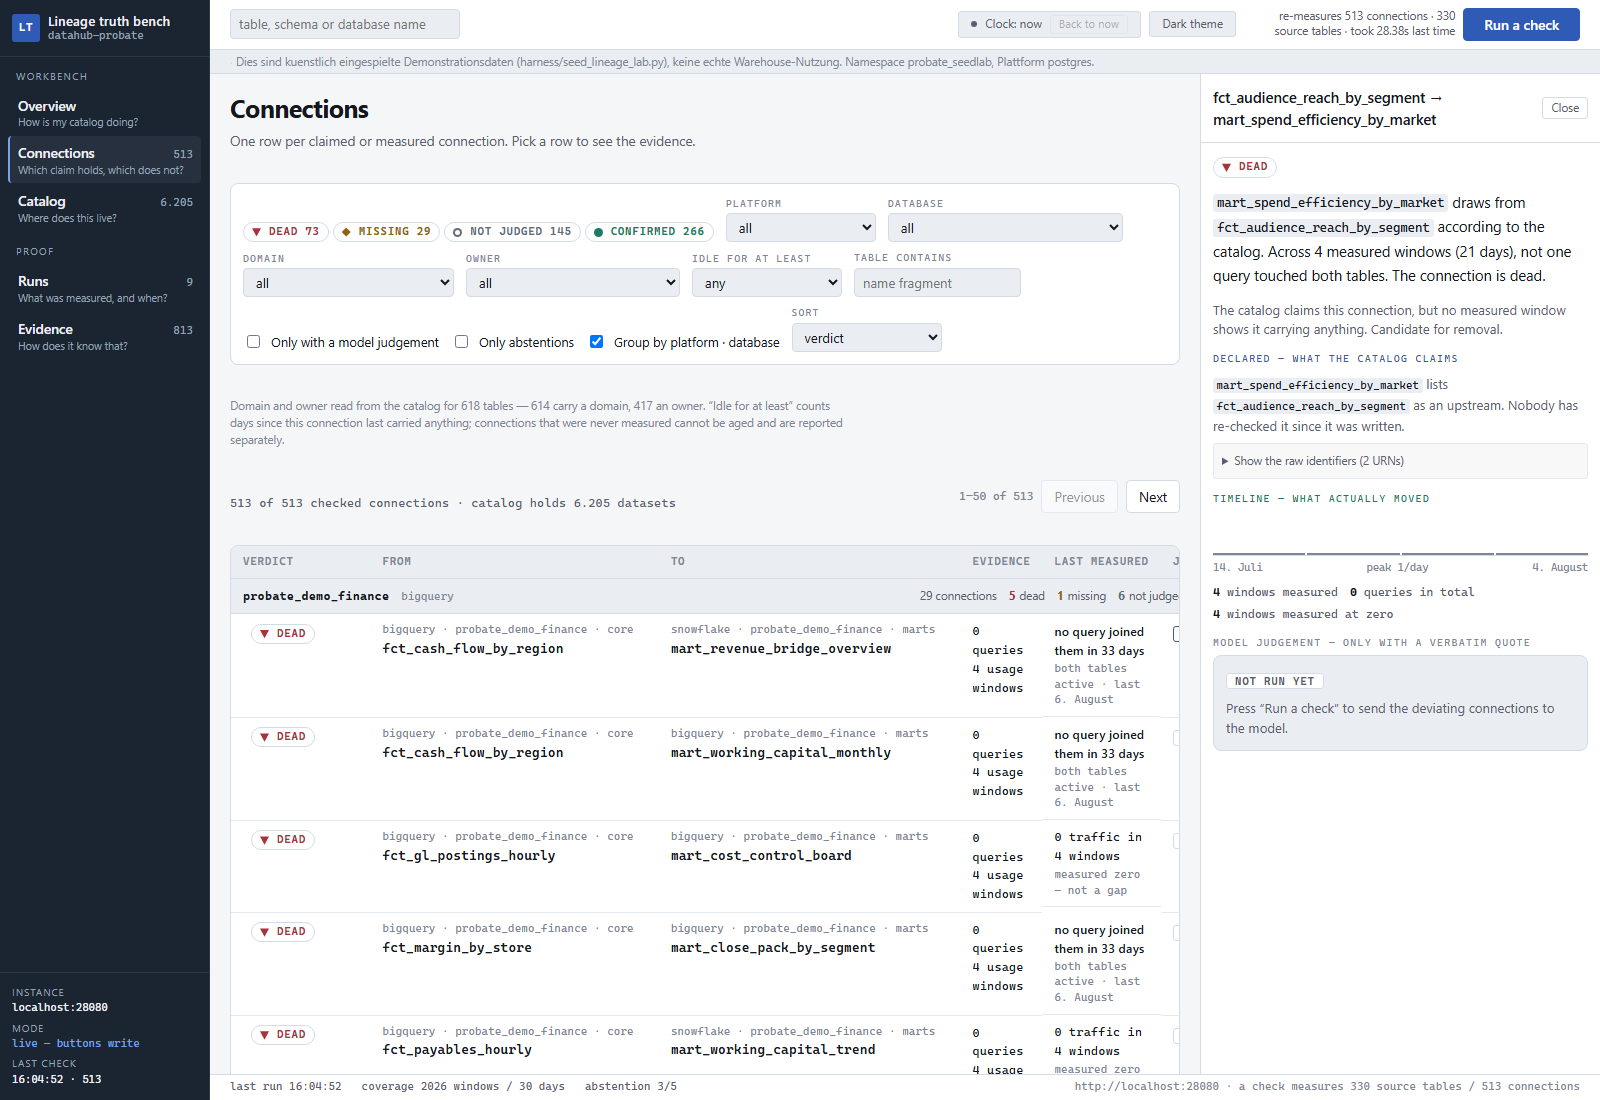 LT
Lineage truth bench
datahub-probate
WORKBENCH
Overview
How is my catalog doing?
Connections 513
Which claim holds, which does not?
Catalog 6.205
Where does this live?
PROOF
Runs 9
What was measured, and when?
Evidence 813
How does it know that?
INSTANCE
localhost:28080
MODE
live — buttons write
LAST CHECK
16:04:52 · 513
table, schema or database name
Clock: now Back to now
Dark theme
re-measures 513 connections · 330
source tables · took 28.38s last time
Run a check
· Dies sind kuenstlich eingespielte Demonstrationsdaten (harness/seed_lineage_lab.py), keine echte Warehouse-Nutzung. Namespace probate_seedlab, Plattform postgres.
Connections
One row per claimed or measured connection. Pick a row to see the evidence.
DEAD 73 MISSING 29 NOT JUDGED 145 CONFIRMED 266
PLATFORM
all
DATABASE
all
DOMAIN
all
OWNER
all
IDLE FOR AT LEAST
any
TABLE CONTAINS
name fragment
Only with a model judgement Only abstentions Group by platform · database
SORT
verdict
Domain and owner read from the catalog for 618 tables — 614 carry a domain, 417 an owner. "Idle for at least" counts
days since this connection last carried anything; connections that were never measured cannot be aged and are reported
separately.
513 of 513 checked connections · catalog holds 6.205 datasets
1–50 of 513 Previous Next
VERDICT FROM TO EVIDENCE LAST MEASURED J
probate_demo_finance bigquery 29 connections 5 dead 1 missing 6 not judge
DEAD
bigquery · probate_demo_finance · core
fct_cash_flow_by_region
snowflake · probate_demo_finance · marts
mart_revenue_bridge_overview
0
queries
4 usage
windows
no query joined
them in 33 days
both tables
active · last
6. August
DEAD
bigquery · probate_demo_finance · core
fct_cash_flow_by_region
bigquery · probate_demo_finance · marts
mart_working_capital_monthly
0
queries
4 usage
windows
no query joined
them in 33 days
both tables
active · last
6. August
DEAD
bigquery · probate_demo_finance · core
fct_gl_postings_hourly
bigquery · probate_demo_finance · marts
mart_cost_control_board
0
queries
4 usage
windows
0 traffic in
4 windows
measured zero
— not a gap
DEAD
bigquery · probate_demo_finance · core
fct_margin_by_store
bigquery · probate_demo_finance · marts
mart_close_pack_by_segment
0
queries
4 usage
windows
no query joined
them in 33 days
both tables
active · last
6. August
DEAD
bigquery · probate_demo_finance · core
fct_payables_hourly
snowflake · probate_demo_finance · marts
mart_working_capital_trend
0
queries
4 usage
0 traffic in
4 windows
measured zero
fct_audience_reach_by_segment →
mart_spend_efficiency_by_market
Close
DEAD
mart_spend_efficiency_by_market draws from
fct_audience_reach_by_segment according to the
catalog. Across 4 measured windows (21 days), not one
query touched both tables. The connection is dead.
The catalog claims this connection, but no measured window
shows it carrying anything. Candidate for removal.
DECLARED — WHAT THE CATALOG CLAIMS
mart_spend_efficiency_by_market lists
fct_audience_reach_by_segment as an upstream. Nobody has
re-checked it since it was written.
Show the raw identifiers (2 URNs)
TIMELINE — WHAT ACTUALLY MOVED
14. Juli peak 1/day 4. August
4 windows measured 0 queries in total
4 windows measured at zero
MODEL JUDGEMENT — ONLY WITH A VERBATIM QUOTE
NOT RUN YET
Press "Run a check" to send the deviating connections to
the model.
last run 16:04:52 coverage 2026 windows / 30 days abstention 3/5
http://localhost:28080 · a check measures 330 source tables / 513 connections